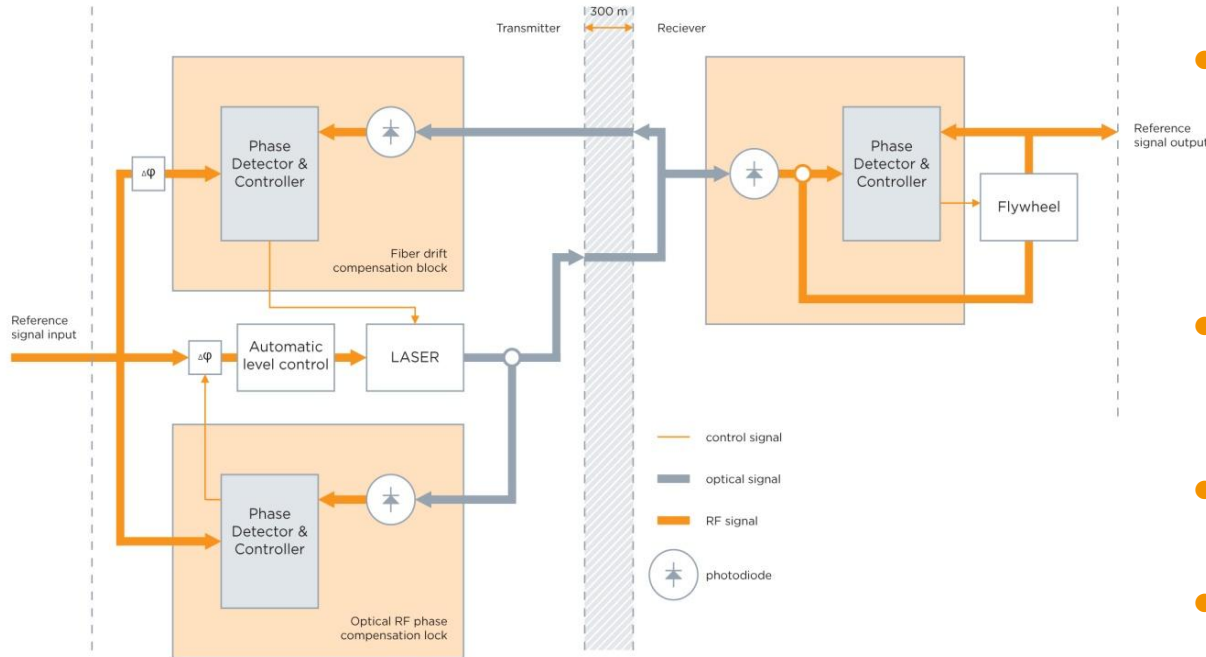 300 m
Transmitter
Reciever
Phase
Detector &
Controller
Δφ
Fiber drift
compensation block
Phase
Detector &
Controller
Flywheel
Reference
signal output
Reference
signal input
Δφ
Automatic
level control
LASER
Phase
Detector &
Controller
Optical RF phase
compensation lock
control signal
optical signal
RF signal
photodiode